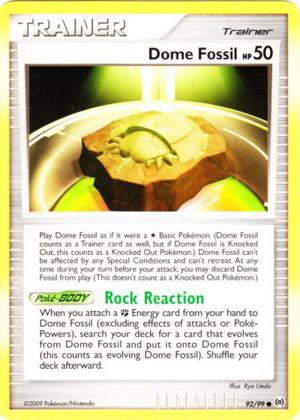 TRAINER
Trainer
Dome Fossil HP 50
Play Dome Fossil as if it were a * Basic Pokémon. (Dome Fossil
counts as a Trainer card as well, but if Dome Fossil is Knocked
Out, this counts as a Knocked Out Pokémon.) Dome Fossil can't
be affected by any Special Conditions and can't retreat. At any
time during your turn before your attack, you may discard Dome
Fossil from play. (This doesn't count as a Knocked Out Pokémon.)
Poké-BODY Rock Reaction
When you attach a Energy card from your hand to
Dome Fossil (excluding effects of attacks or Poké-
Powers), search your deck for a card that evolves
from Dome Fossil and put it onto Dome Fossil
(this counts as evolving Dome Fossil). Shuffle your
deck afterward.
Illus. Ryo Ueda
©2009 Pokémon/Nintendo
92/99